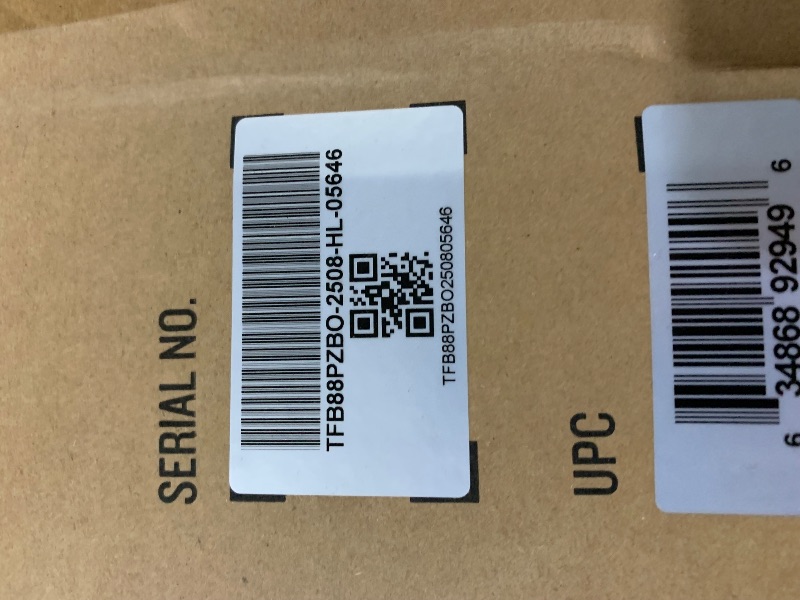 SERIAL NO.
TFB88PZBO-2508-HL-05646
TFB88PZBO250805646
UPC
6 34868 92949 6